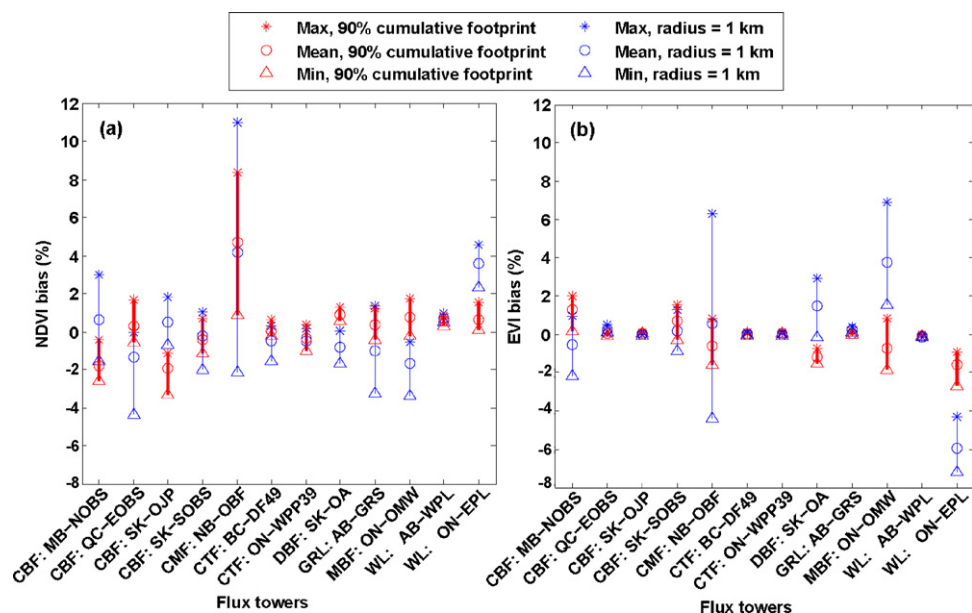 Max, 90% cumulative footprint
Mean, 90% cumulative footprint
Min, 90% cumulative footprint
Max, radius = 1 km
Mean, radius = 1 km
Min, radius = 1 km
(a)
NDVI bias (%)
12
10
8
6
4
2
0
-2
-4
-6
-8
CBF: MB-NOBS
CBF: QC-EOBS
CBF: SK-OJP
CBF: SK-SOBS
CMF: NB-OBF
CTF: BC-DF49
CTF: ON-WPP39
DBF: SK-OA
GRL: AB-GRS
MBF: ON-OMW
WL: AB-WPL
WL: ON-EPL
Flux towers
(b)
EVI bias (%)
12
10
8
6
4
2
0
-2
-4
-6
-8
CBF: MB-NOBS
CBF: QC-EOBS
CBF: SK-OJP
CBF: SK-SOBS
CMF: NB-OBF
CTF: BC-DF49
CTF: ON-WPP39
DBF: SK-OA
GRL: AB-GRS
MBF: ON-OMW
WL: AB-WPL
WL: ON-EPL
Flux towers